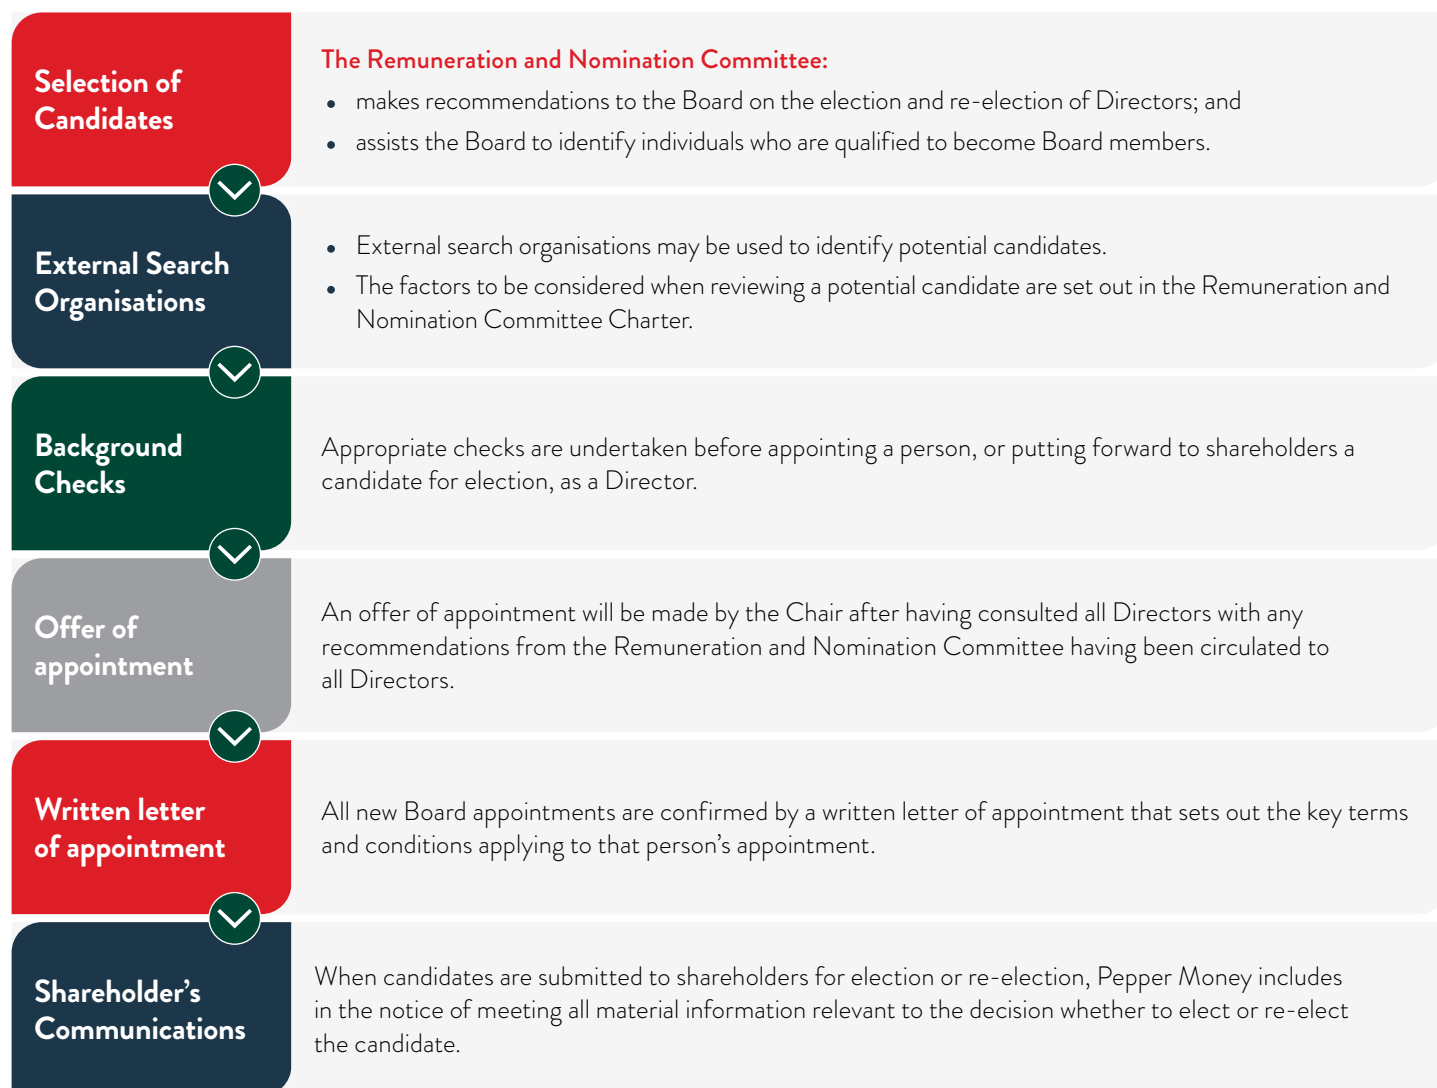 Selection of
Candidates
The Remuneration and Nomination Committee:
• makes recommendations to the Board on the election and re-election of Directors; and
• assists the Board to identify individuals who are qualified to become Board members.
External Search
Organisations
• External search organisations may be used to identify potential candidates.
• The factors to be considered when reviewing a potential candidate are set out in the Remuneration and
Nomination Committee Charter.
Background
Checks
Appropriate checks are undertaken before appointing a person, or putting forward to shareholders a
candidate for election, as a Director.
Offer of
appointment
An offer of appointment will be made by the Chair after having consulted all Directors with any
recommendations from the Remuneration and Nomination Committee having been circulated to
all Directors.
Written letter
of appointment
All new Board appointments are confirmed by a written letter of appointment that sets out the key terms
and conditions applying to that person’s appointment.
Shareholder’s
Communications
When candidates are submitted to shareholders for election or re-election, Pepper Money includes
in the notice of meeting all material information relevant to the decision whether to elect or re-elect
the candidate.